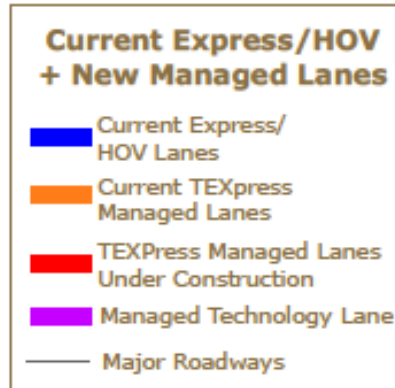 Current Express/HOV
+ New Managed Lanes
Current Express/
HOV Lanes
Current TEXpress
Managed Lanes
TEXPress Managed Lanes
Under Construction
Managed Technology Lane
Major Roadways